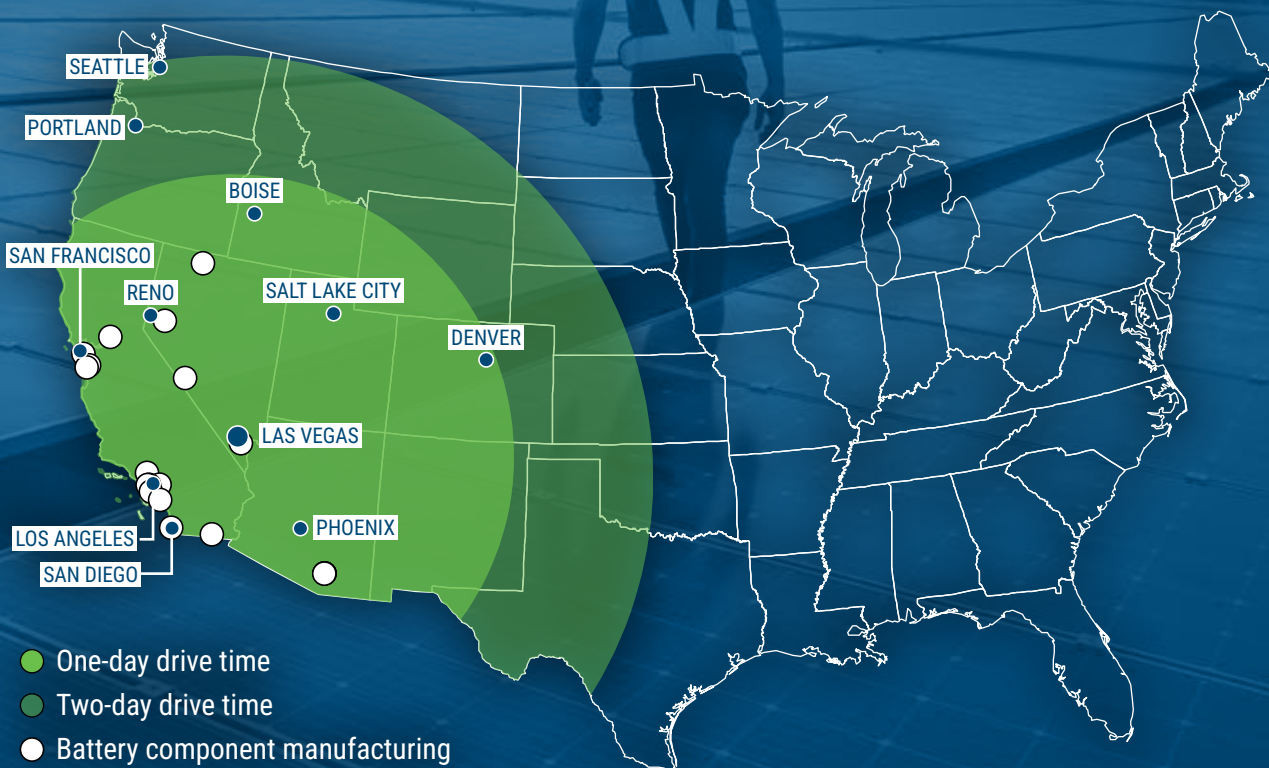 SEATTLE
PORTLAND
BOISE
SAN FRANCISCO
RENO
SALT LAKE CITY
DENVER
LAS VEGAS
PHOENIX
LOS ANGELES
SAN DIEGO
One-day drive time
Two-day drive time
Battery component manufacturing